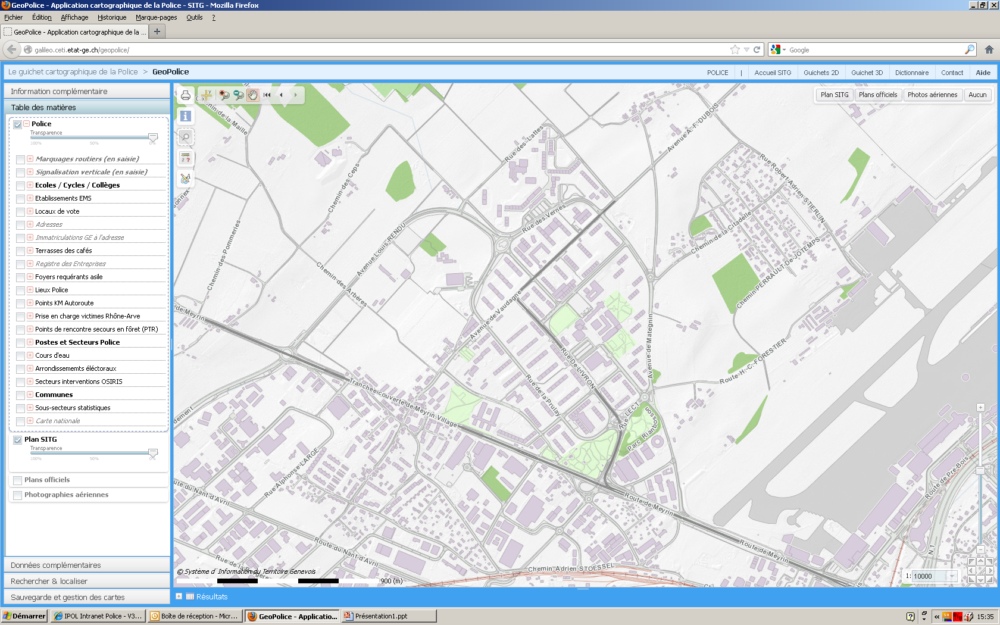 GeoPolice - Application cartographique de la Police - SITG - Mozilla Firefox
Fichier Édition Affichage Historique Marque-pages Outils ?
GeoPolice - Application cartographique de la ... +
galileo.ceti.etat-ge.ch/geopolice/ Google
Le guichet cartographique de la Police > GeoPolice
POLICE | Accueil SITG Guichets 2D Guichet 3D Dictionnaire Contact Aide
Information complémentaire
Table des matières
Police
Transparence
100% 50% 0%
Marquages routiers (en saisie)
Signalisation verticale (en saisie)
Ecoles / Cycles / Collèges
Etablissements EMS
Locaux de vote
Adresses
Immatriculations GE à l'adresse
Terrasses des cafés
Registre des Entreprises
Foyers requérants asile
Lieux Police
Points KM Autoroute
Prise en charge victimes Rhône-Arve
Points de rencontre secours en fôret (PTR)
Postes et Secteurs Police
Cours d'eau
Arrondissememts éléctoraux
Secteurs interventions OSIRIS
Communes
Sous-secteurs statistiques
Carte nationale
Plan SITG
Transparence
100% 50% 0%
Plans officiels
Photographies aériennes
Données complémentaires
Rechercher & localiser
Sauvegarde et gestion des cartes
Plan SITG Plans officiels Photos aériennes Aucun
min-de-la-Maille
Rue-des-Lattes
Avenue-A.-F.-DUBOIS
Chemin-des-Ceps
Rue-Robert-Adrien-STIERLIN
Rue-des-Vernes
Chemin-de-la-Citadelle
Avenue-Louis-RENDU
Chemin-des-Pommeries
Chemin-des-Arbères
Chemin-PERRAULT-De-JOTEMPS
Avenue-de-Vaudagne
-de-Meyrin
Avenue-de-Mategnin
Rue-De-LIVRON
Route-H.-C.-FORESTIER
Tranchée-couverte-de-Meyrin-Village
Rue-de-la-Prulay
Rue-LECT
Parc Rianbosson
Rue-Alphonse-LARGE
Route-de-Pré-Bois
Route-de-Meyrin
Route-du-Nant-d'Avril
Route-de-Meyrin
N1
Chemin Adrien STOESSEL
© Système d'Information du Territoire Genevois
900 (m)
1: 10000
Résultats
Démarrer IPOL Intranet Police - V3... Boîte de réception - Micr... GeoPolice - Applicatio... Présentation1.ppt 15:35